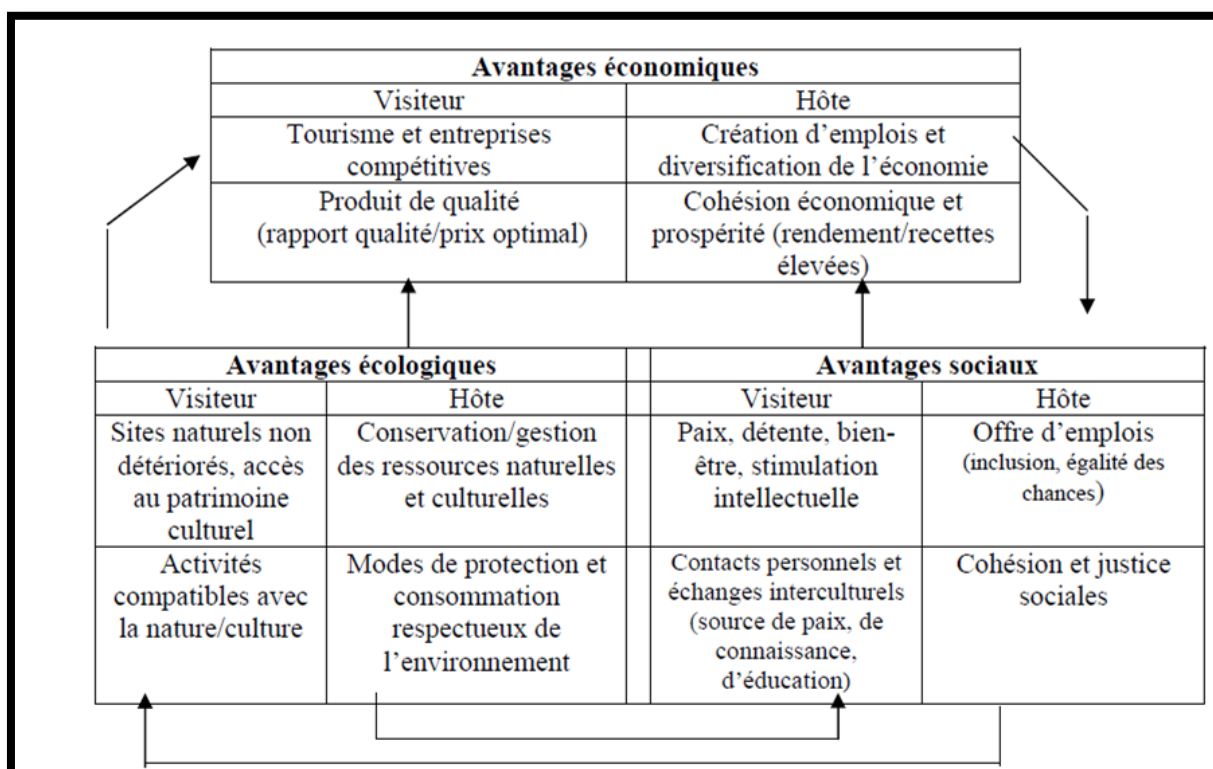 Avantages économiques
Visiteur
Hôte
Tourisme et entreprises
compétitives
Création d'emplois et
diversification de l'économie
Produit de qualité
(rapport qualité/prix optimal)
Cohésion économique et
prospérité (rendement/recettes
élevées)
Avantages écologiques
Avantages sociaux
Visiteur
Hôte
Visiteur
Hôte
Sites naturels non
détériorés, accès
au patrimoine
culturel
Conservation/gestion
des ressources naturelles
et culturelles
Paix, détente, bien-
être, stimulation
intellectuelle
Offre d'emplois
(inclusion, égalité des
chances)
Activités
compatibles avec
la nature/culture
Modes de protection et
consommation
respectueux de
l'environnement
Contacts personnels et
échanges interculturels
(source de paix, de
connaissance,
d'éducation)
Cohésion et justice
sociales